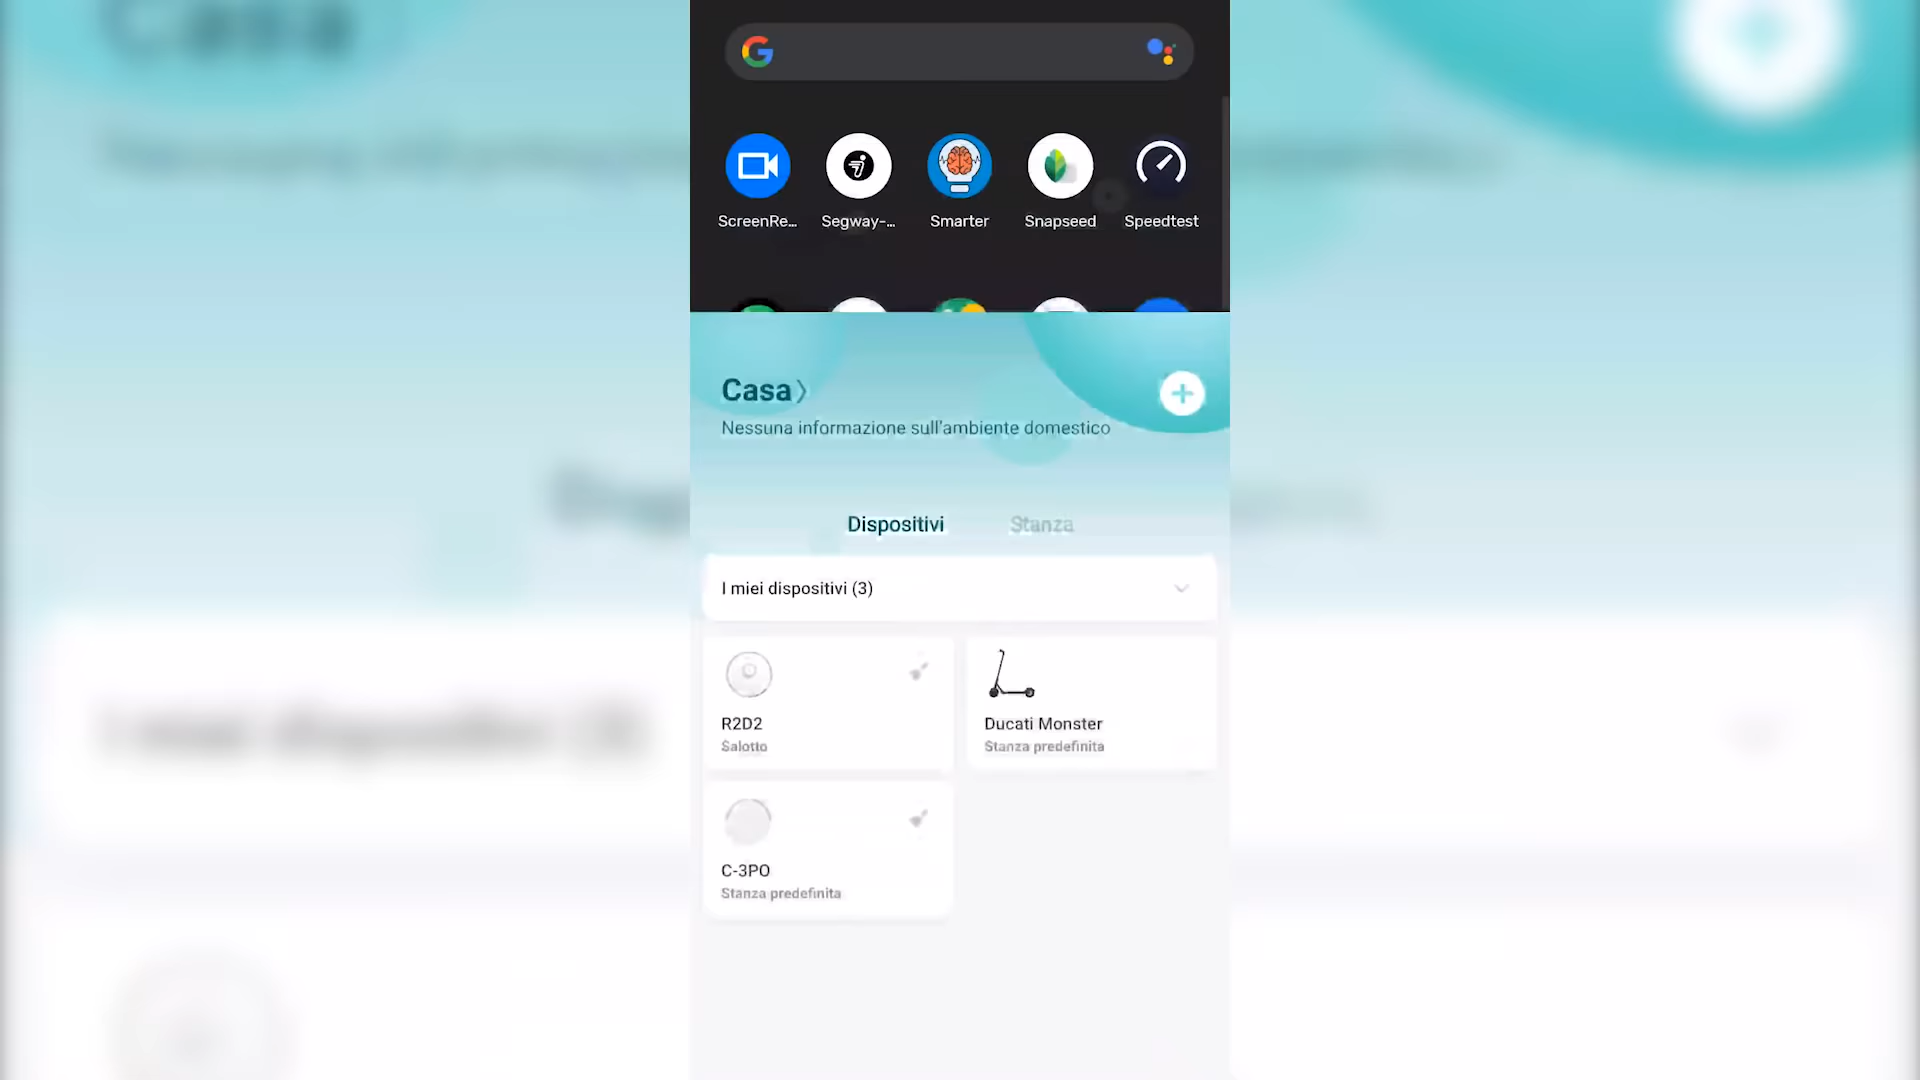 ScreenRe...
Segway-...
Smarter
Snapseed
Speedtest
Casa
Nessuna informazione sull'ambiente domestico
Dispositivi
Stanza
I miei dispositivi (3)
R2D2
Salotto
Ducati Monster
Stanza predefinita
C-3PO
Stanza predefinita